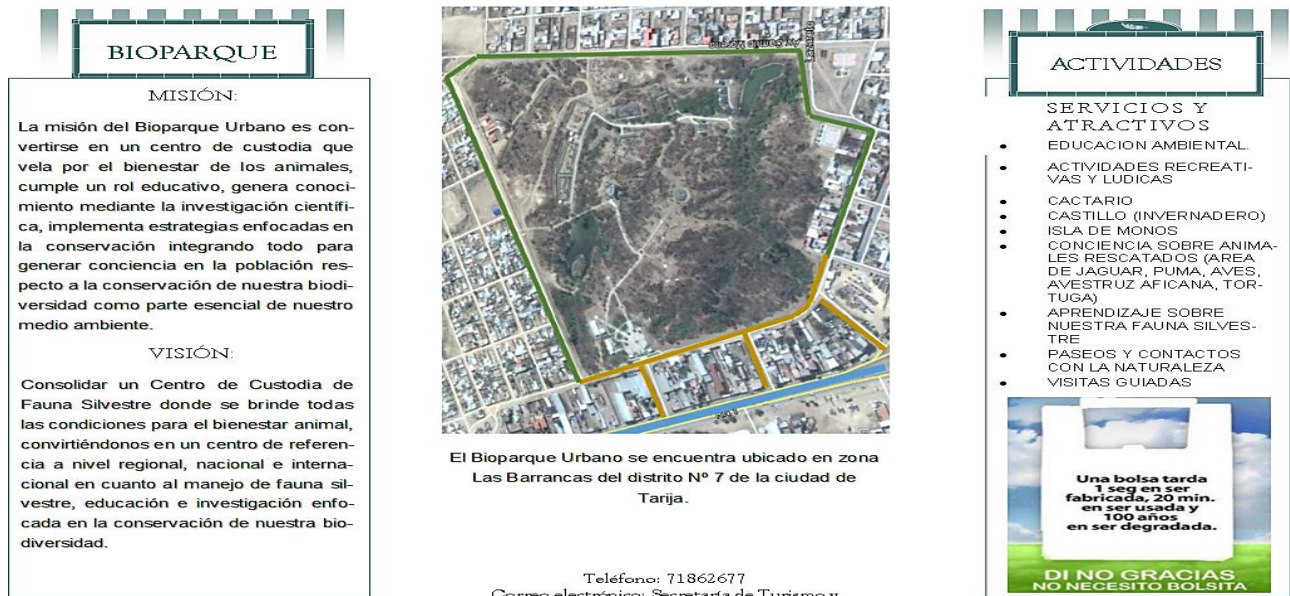 BIOPARQUE
MISIÓN:
La misión del Bioparque Urbano es con-
vertirse en un centro de custodia que
vela por el bienestar de los animales,
cumple un rol educativo, genera conoci-
miento mediante la investigación científi-
ca, implementa estrategias enfocadas en
la conservación integrando todo para
generar conciencia en la población res-
pecto a la conservación de nuestra biodi-
versidad como parte esencial de nuestro
medio ambiente.
VISIÓN:
Consolidar un Centro de Custodia de
Fauna Silvestre donde se brinde todas
las condiciones para el bienestar animal,
convirtiéndonos en un centro de referen-
cia a nivel regional, nacional e interna-
cional en cuanto al manejo de fauna sil-
vestre, educación e investigación enfo-
cada en la conservación de nuestra bio-
diversidad.
El Bioparque Urbano se encuentra ubicado en zona
Las Barrancas del distrito Nº 7 de la ciudad de
Tarija.
Teléfono: 71862677
Correo electrónico: Secretaría de Turismo y
ACTIVIDADES
SERVICIOS Y
ATRACTIVOS
• EDUCACION AMBIENTAL.
• ACTIVIDADES RECREATI-
VAS Y LUDICAS
• CACTARIO
• CASTILLO (INVERNADERO)
• ISLA DE MONOS
• CONCIENCIA SOBRE ANIMA-
LES RESCATADOS (AREA
DE JAGUAR, PUMA, AVES,
AVESTRUZ AFICANA, TOR-
TUGA)
• APRENDIZAJE SOBRE
NUESTRA FAUNA SILVES-
TRE
• PASEOS Y CONTACTOS
CON LA NATURALEZA
• VISITAS GUIADAS
Una bolsa tarda
1 seg en ser
fabricada, 20 min.
en ser usada y
100 años
en ser degradada.
DI NO GRACIAS
NO NECESITO BOLSITA